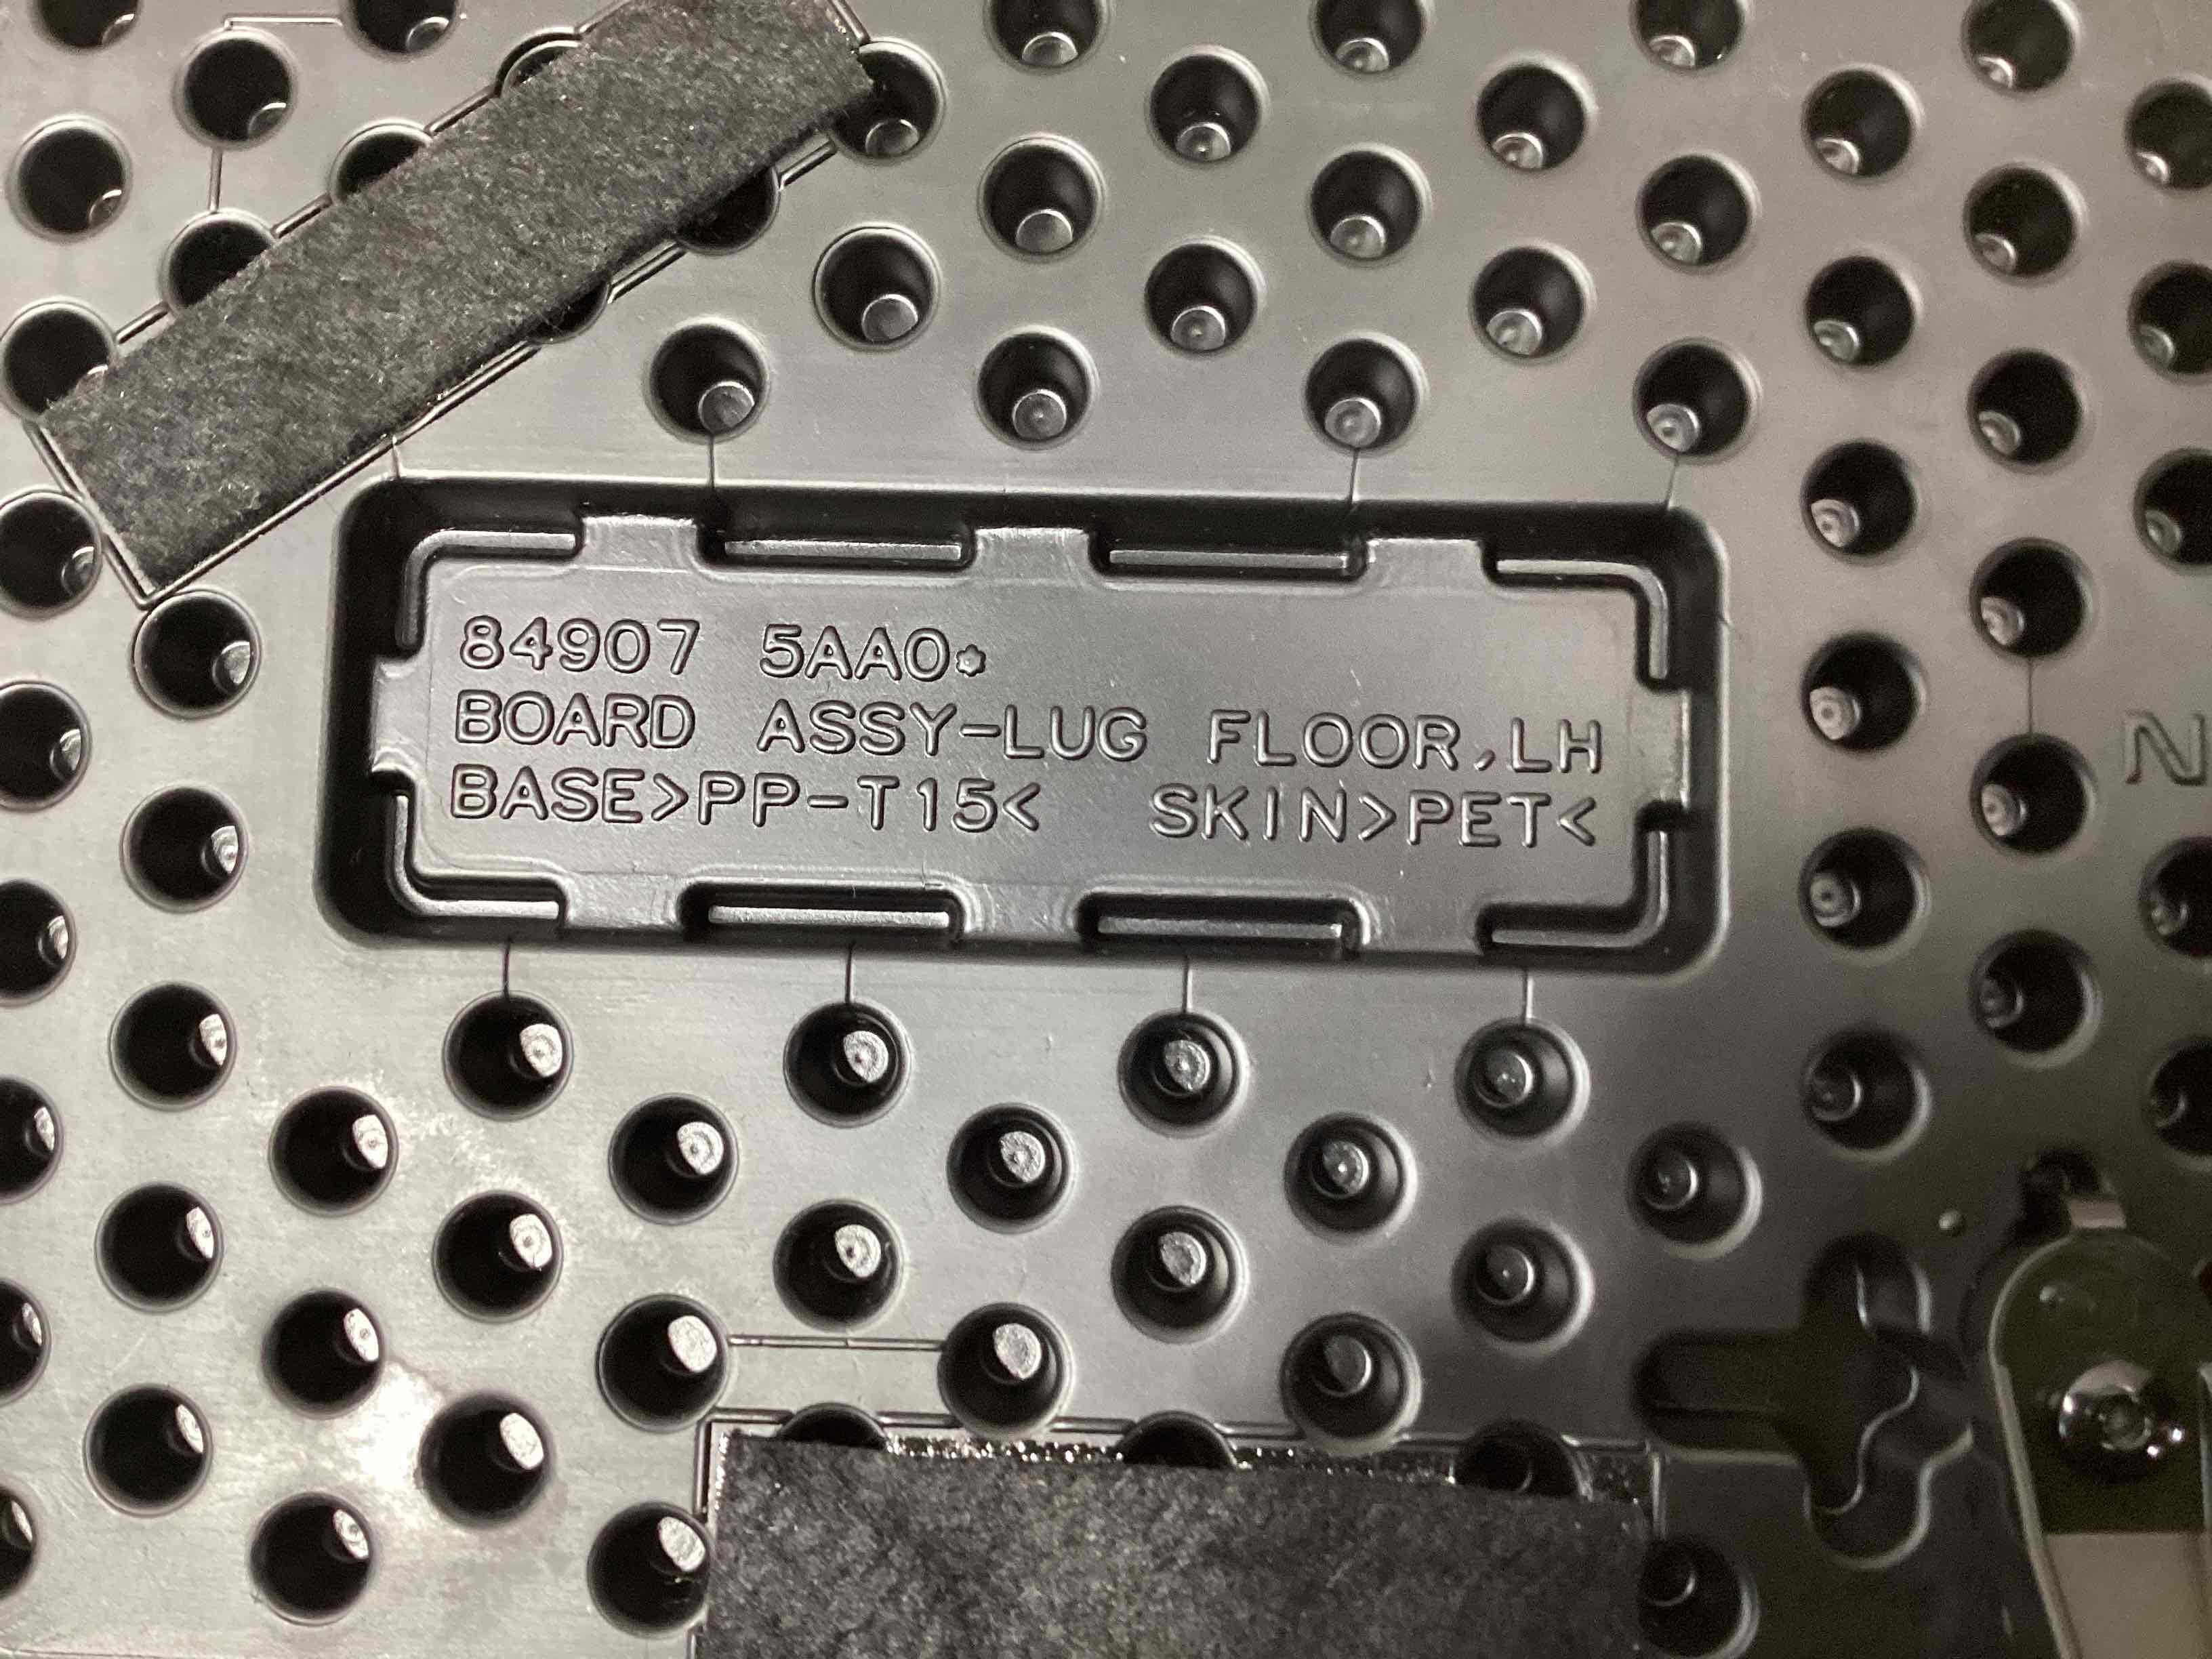 84907 5AA0*
BOARD ASSY-LUG FLOOR,LH
BASE>PP-T15< SKIN>PET<
N